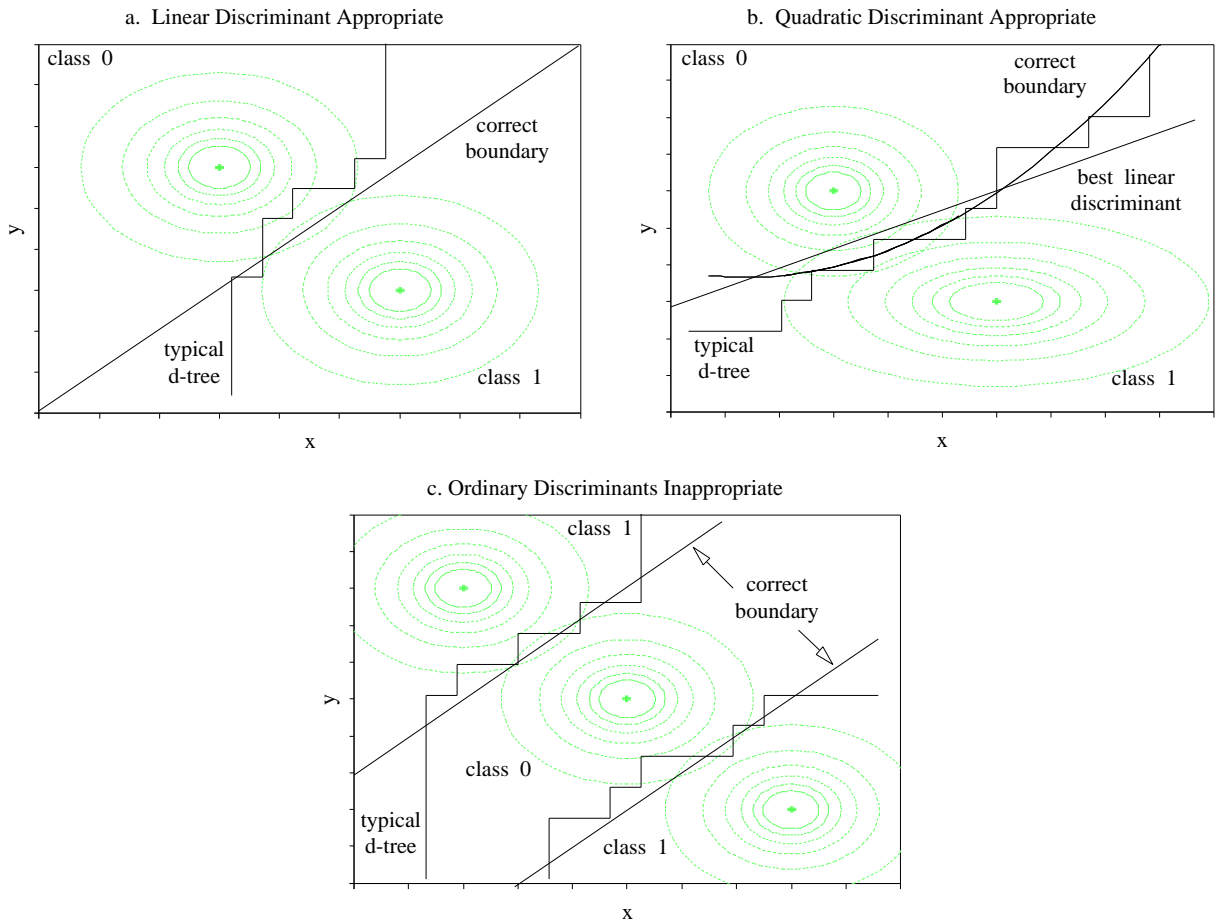 a. Linear Discriminant Appropriate
class 0
correct
boundary
y
typical
d-tree
class 1
x
b. Quadratic Discriminant Appropriate
class 0
correct
boundary
best linear
discriminant
y
typical
d-tree
class 1
x
c. Ordinary Discriminants Inappropriate
class 1
correct
boundary
y
class 0
typical
d-tree
class 1
x